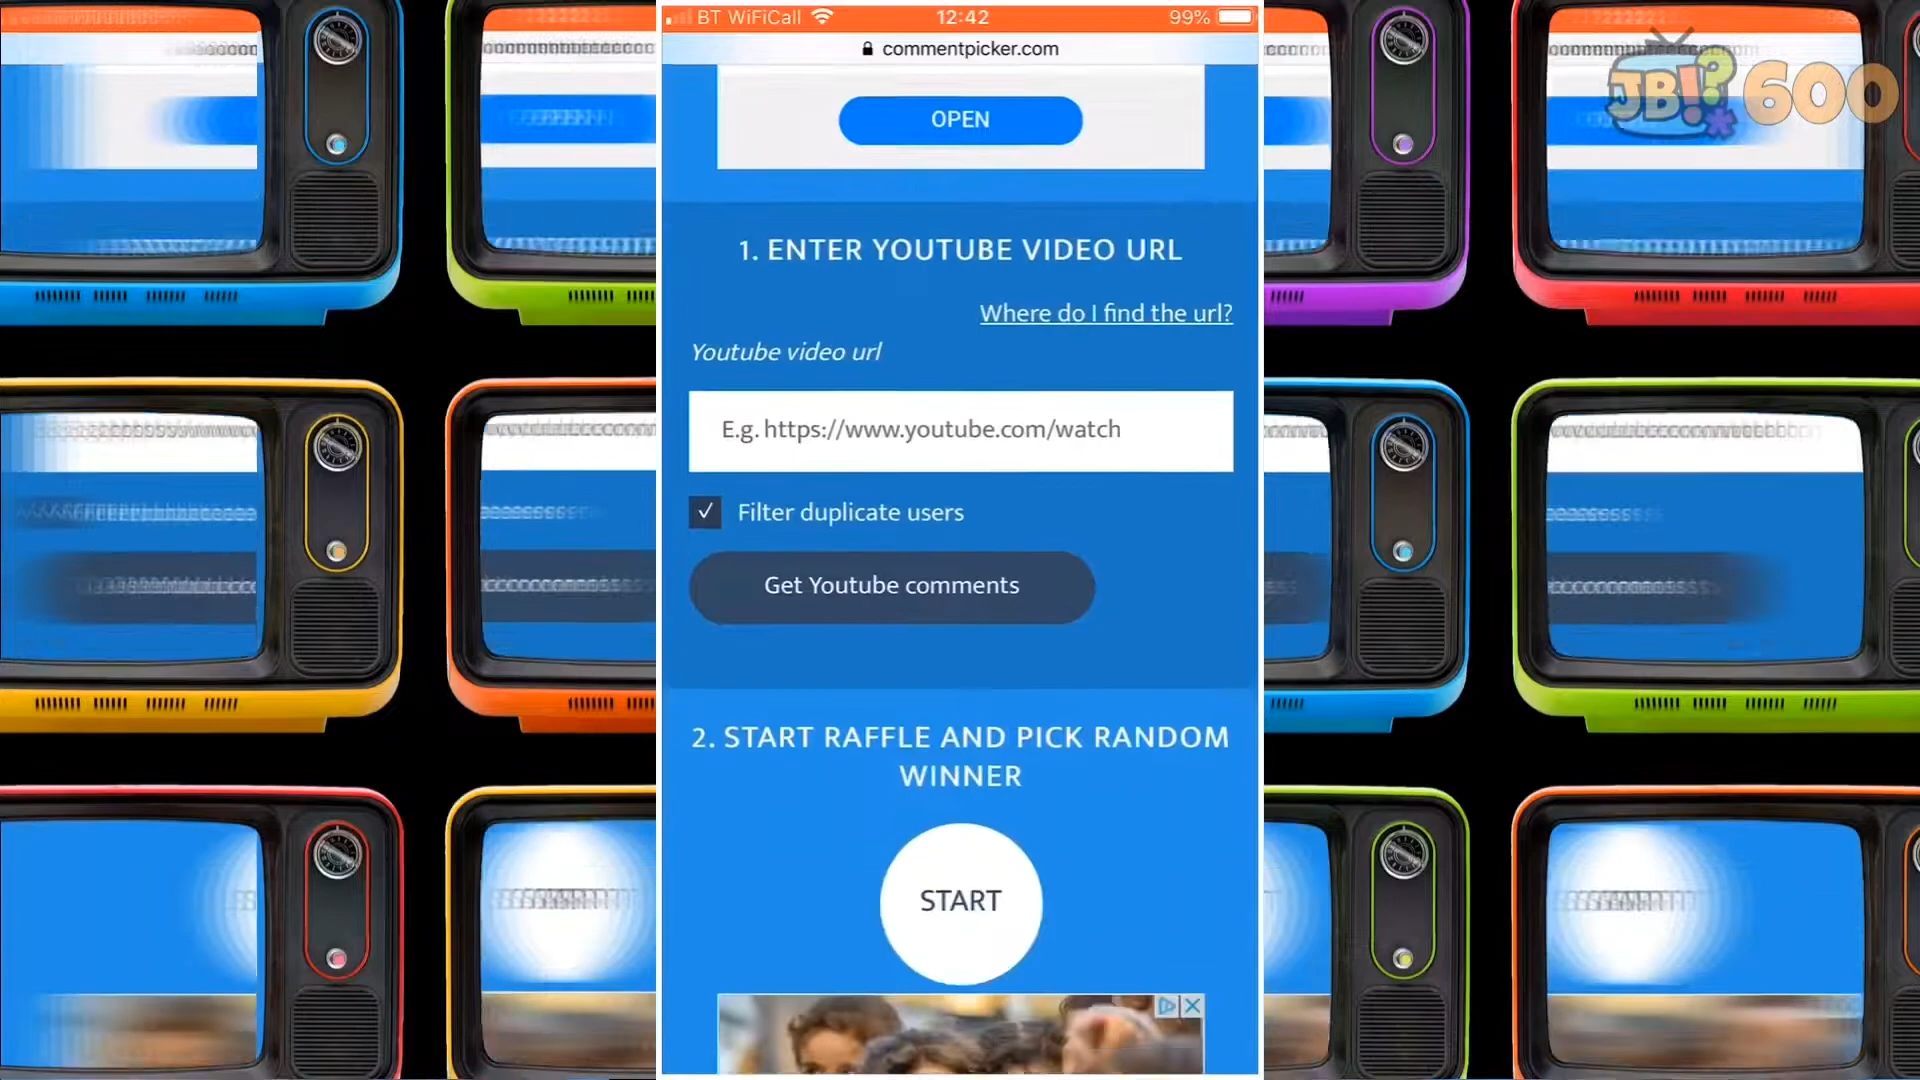 BT WiFiCall 12:42 99%
commentpicker.com
JB!?* 600
OPEN
1. ENTER YOUTUBE VIDEO URL
Where do I find the url?
Youtube video url
E.g. https://www.youtube.com/watch
✓ Filter duplicate users
Get Youtube comments
2. START RAFFLE AND PICK RANDOM
WINNER
START